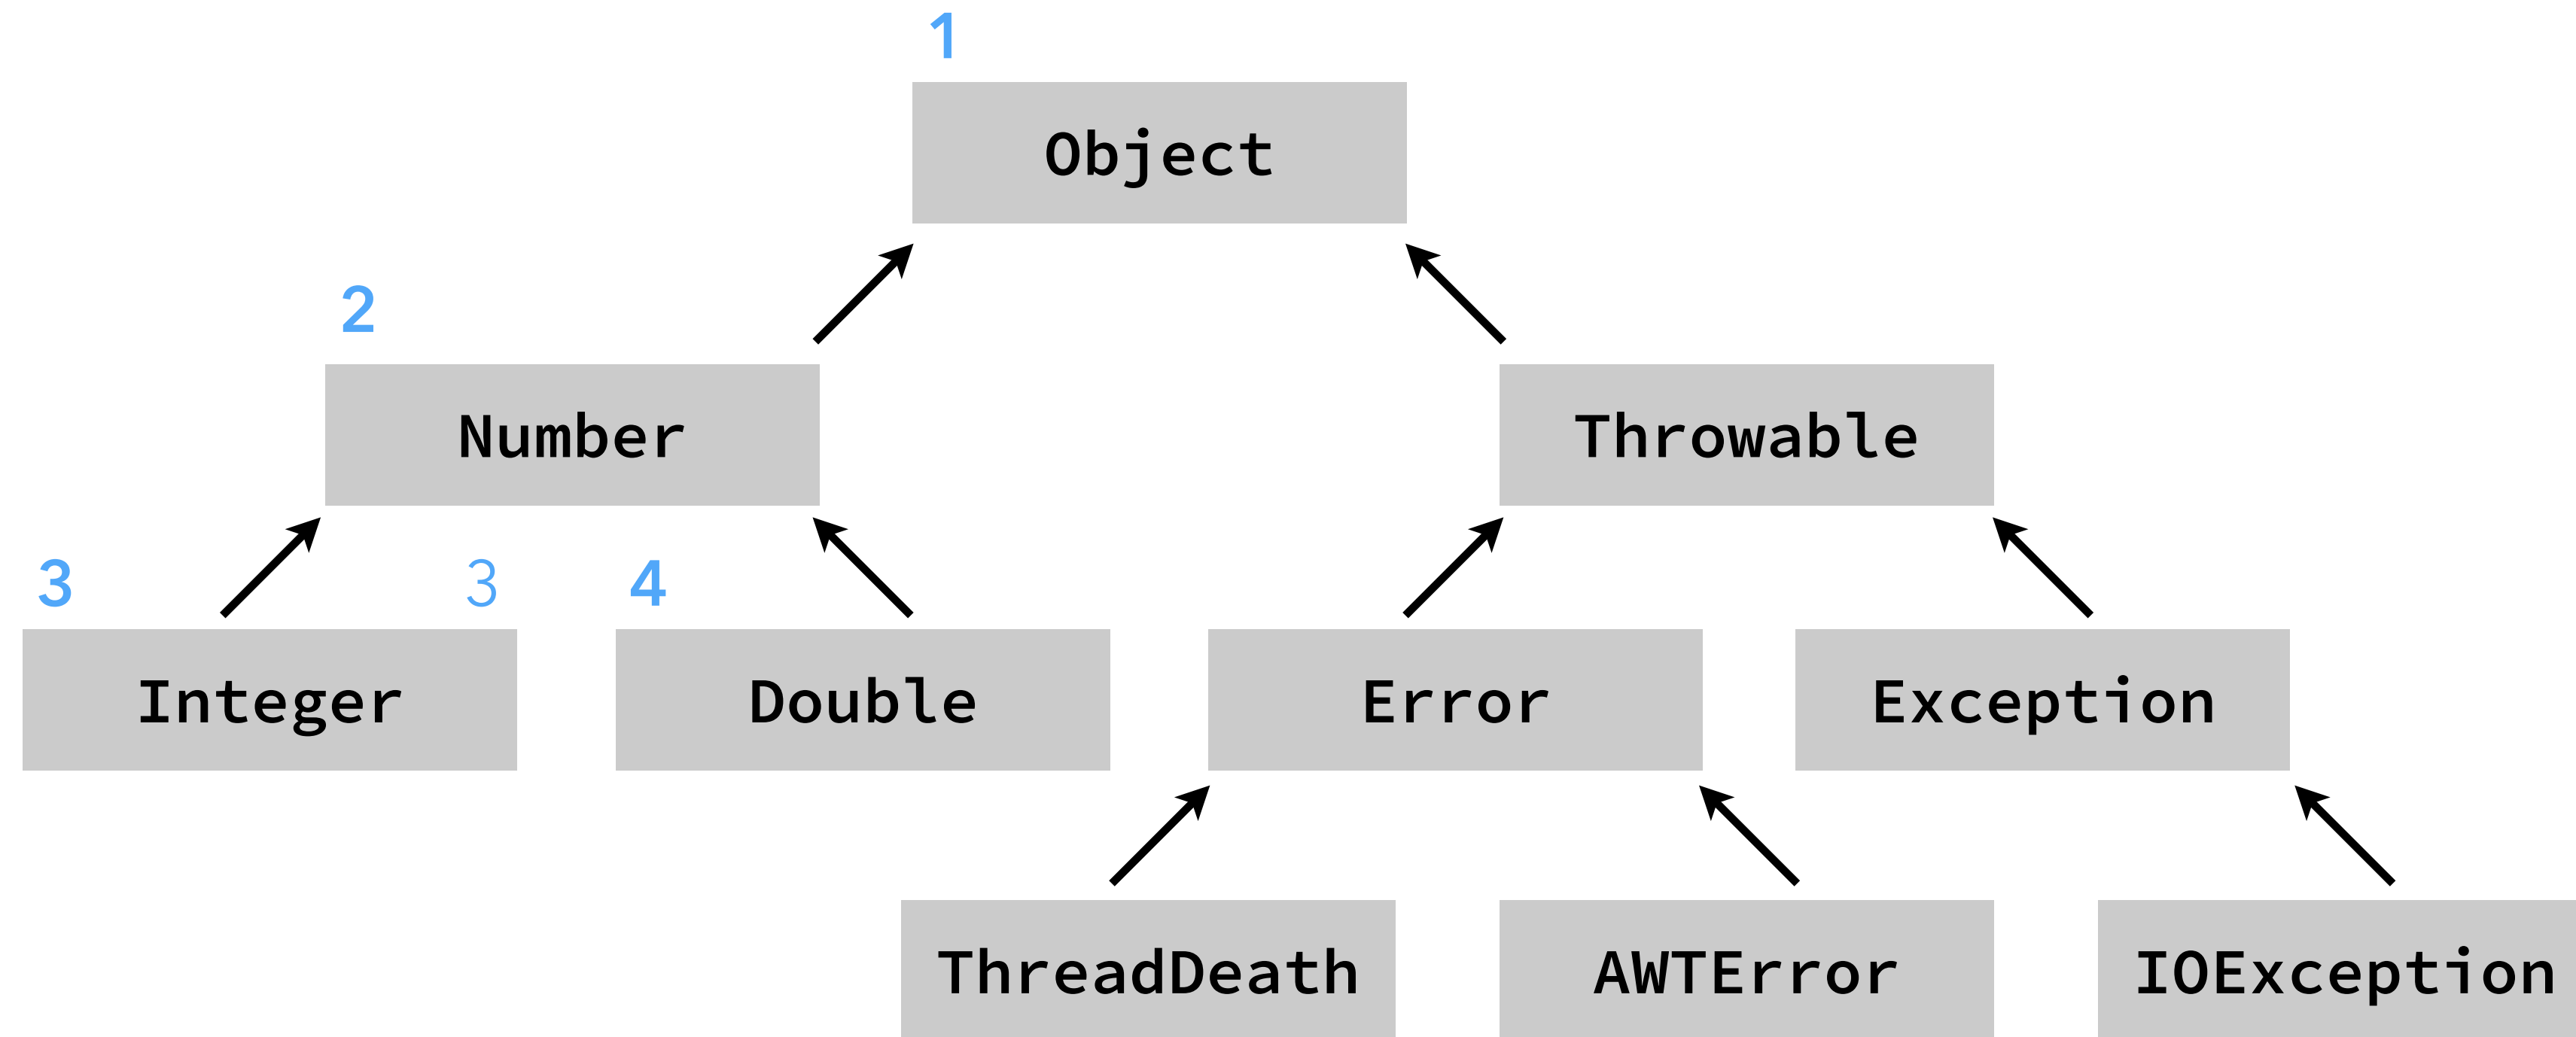 1
Object
2
Number
Throwable
3
3
4
Integer
Double
Error
Exception
ThreadDeath
AWTError
IOException